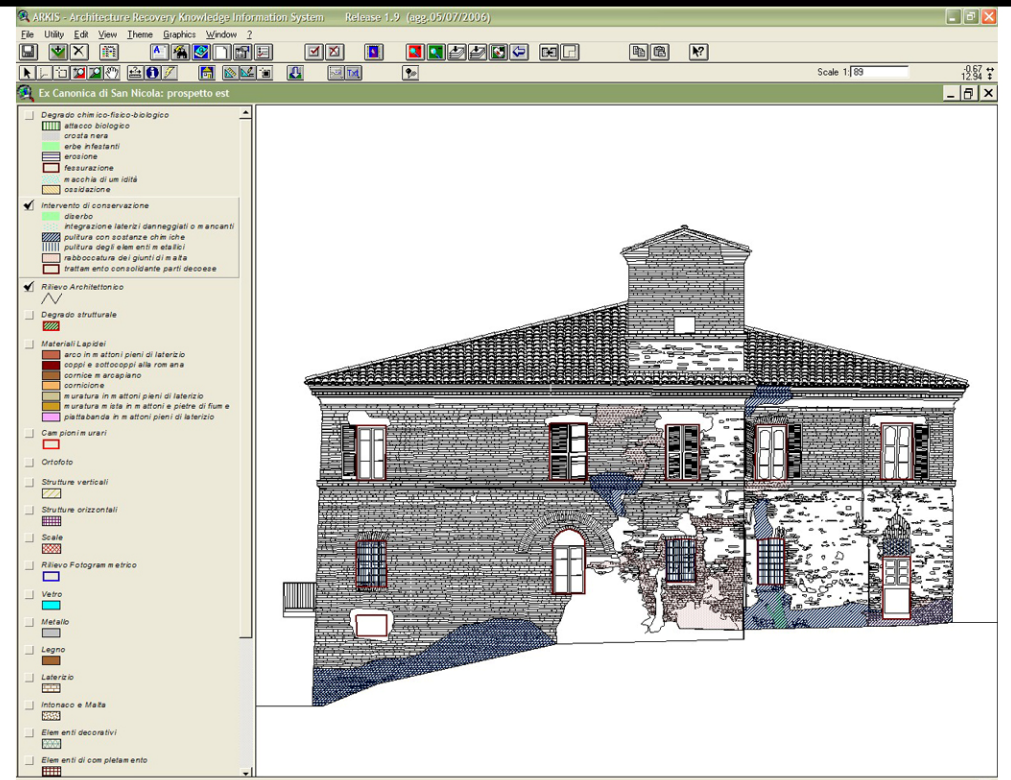 ARKIS - Architecture Recovery Knowledge Information System Release 1.9 (agg.05/07/2006)
File Utility Edit View Theme Graphics Window ?
Scale 1: 89
-0.67
12.94
Ex Canonica di San Nicola: prospetto est
Degrado chimico-fisico-biologico
attacco biologico
crosta nera
erbe infestanti
erosione
fessurazione
macchia di umidità
ossidazione
Intervento di conservazione
diserbo
integrazione laterizi danneggiati o mancanti
pulitura con sostanze chimiche
pulitura degli elementi metallici
rabboccatura dei giunti di malta
trattamento consolidante parti decoese
Rilievo Architettonico
Degrado strutturale
Materiali Lapidei
arco in mattoni pieni di laterizio
coppi e sottocoppi alla romana
cornice marcapiano
cornicione
muratura in mattoni pieni di laterizio
muratura mista in mattoni e pietre di fiume
piattabanda in mattoni pieni di laterizio
Campioni murari
Ortofoto
Strutture verticali
Strutture orizzontali
Scale
Rilievo Fotogrammetrico
Vetro
Metallo
Legno
Laterizio
Intonaco e Malta
Elementi decorativi
Elementi di completamento